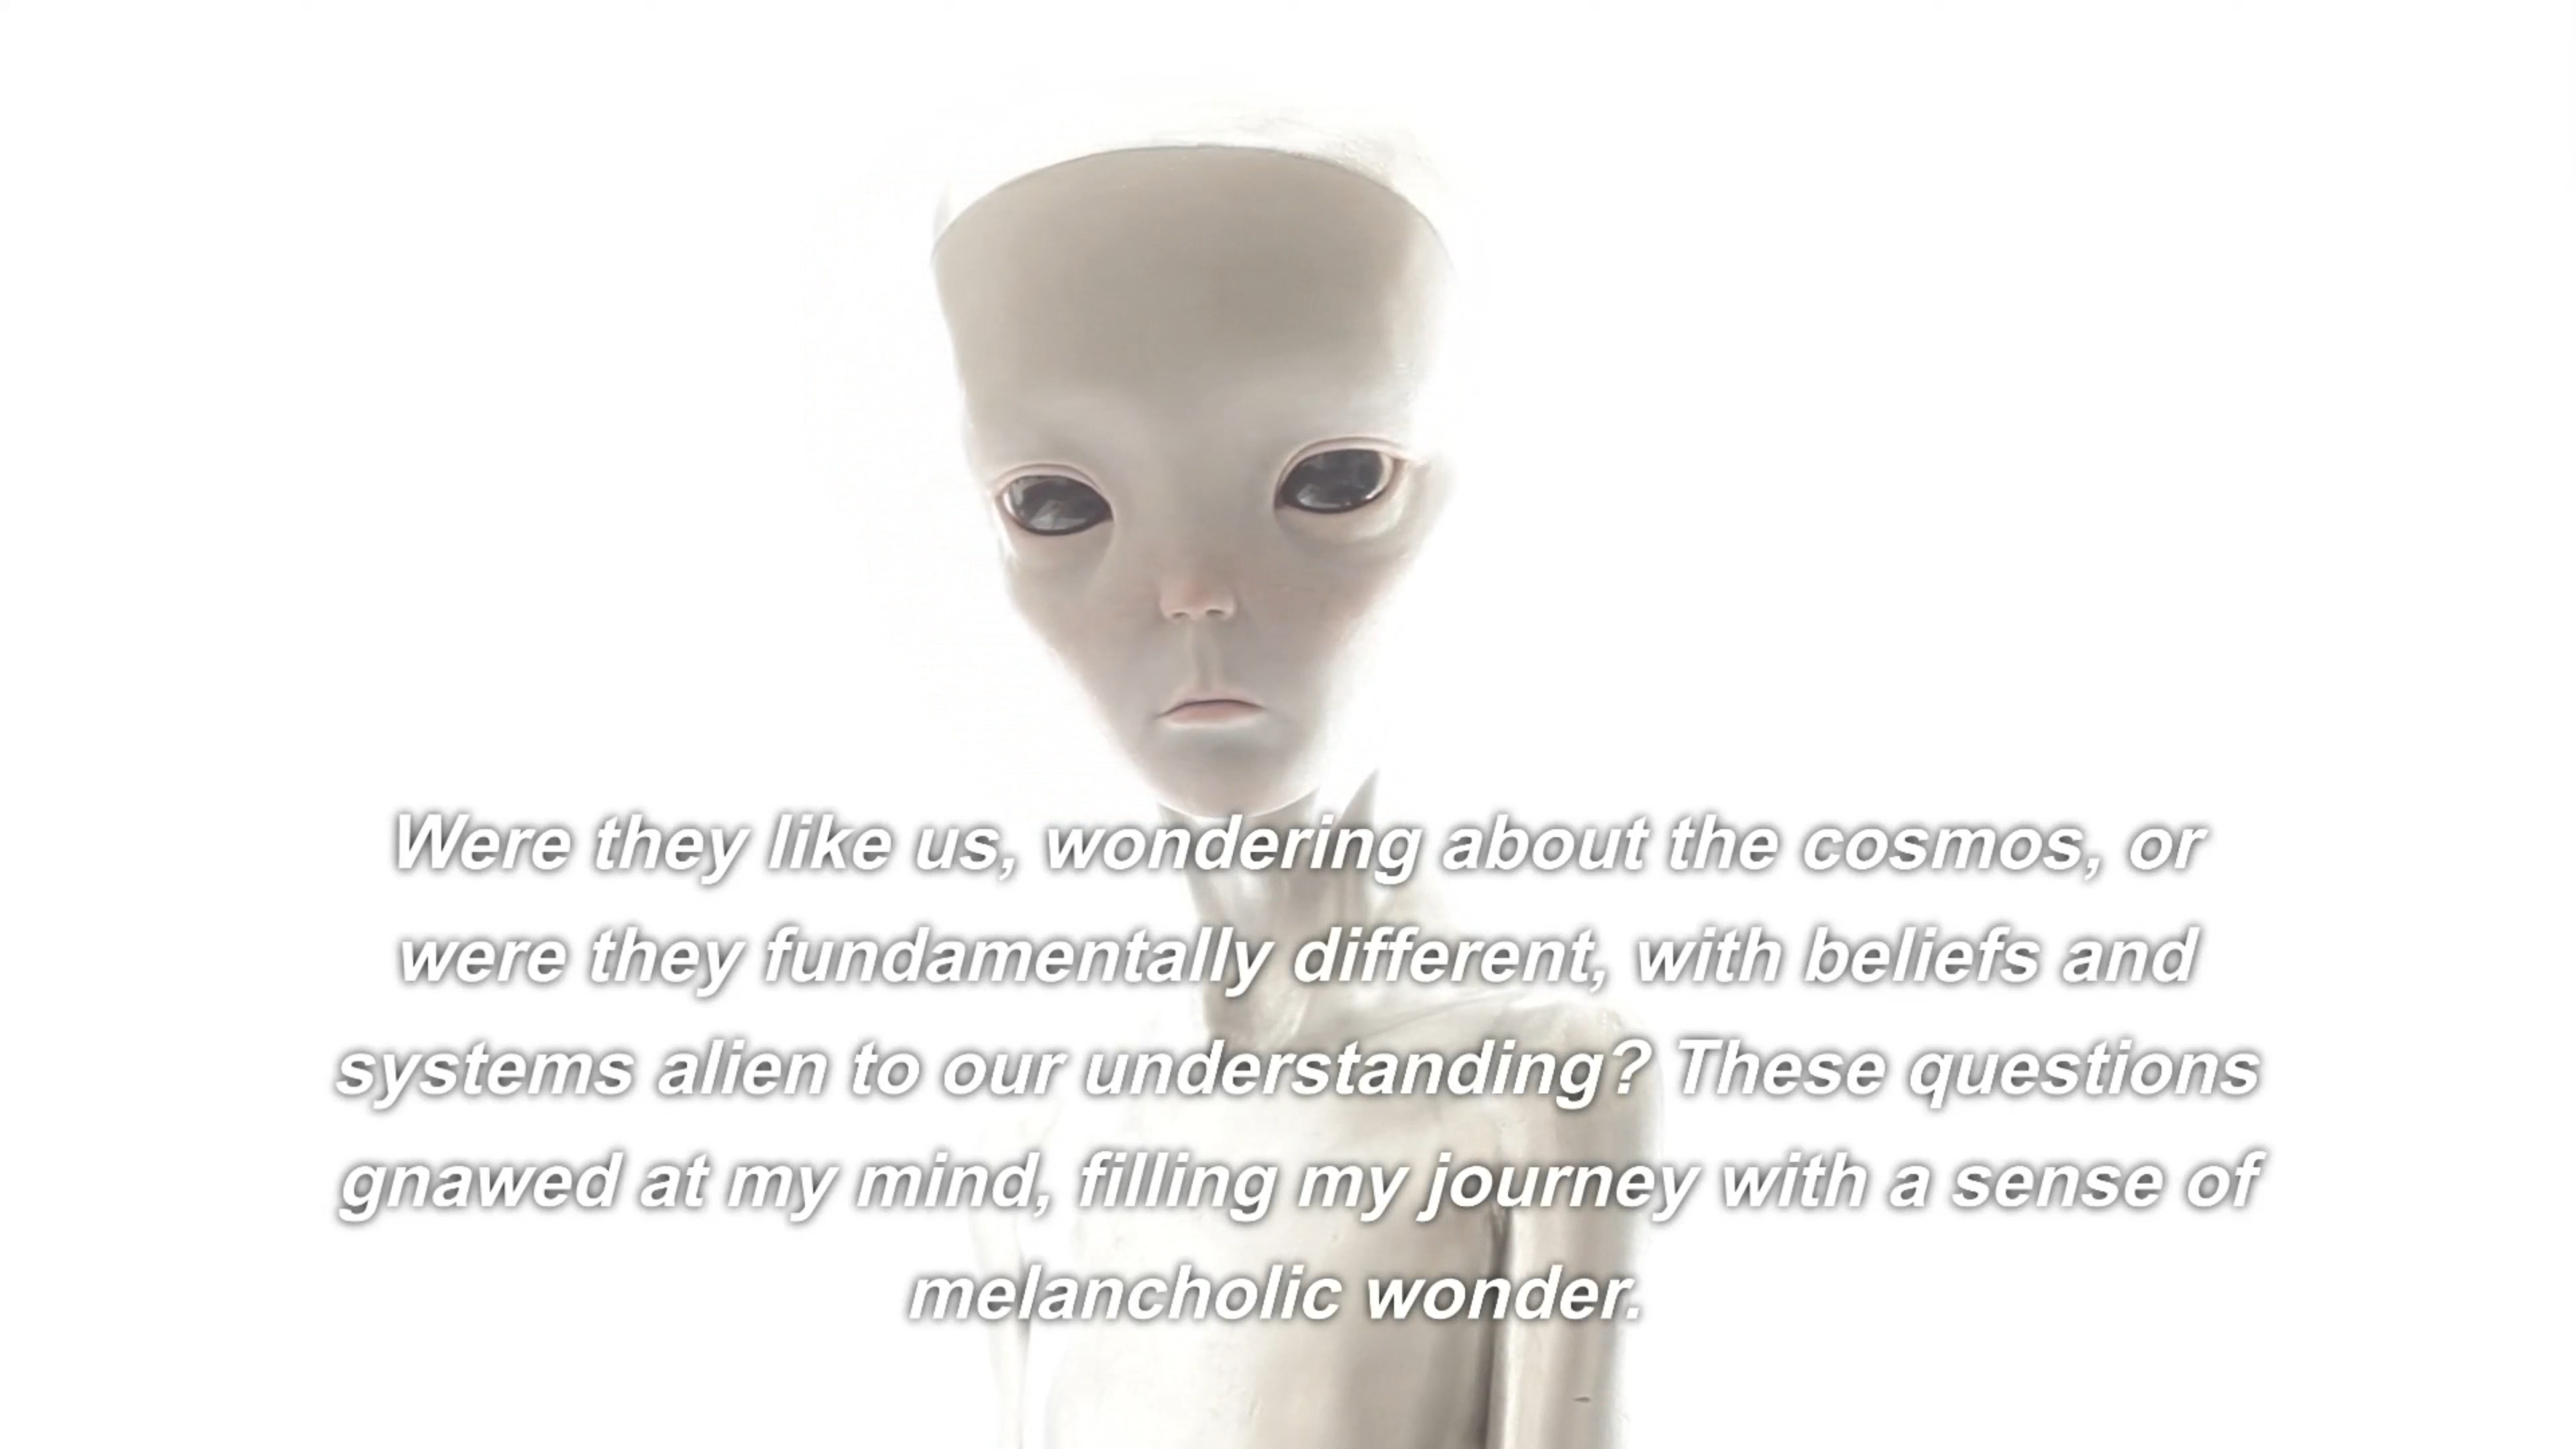 Were they like us, wondering about the cosmos, or
were they fundamentally different, with beliefs and
systems alien to our understanding? These questions
gnawed at my mind, filling my journey with a sense of
melancholic wonder.